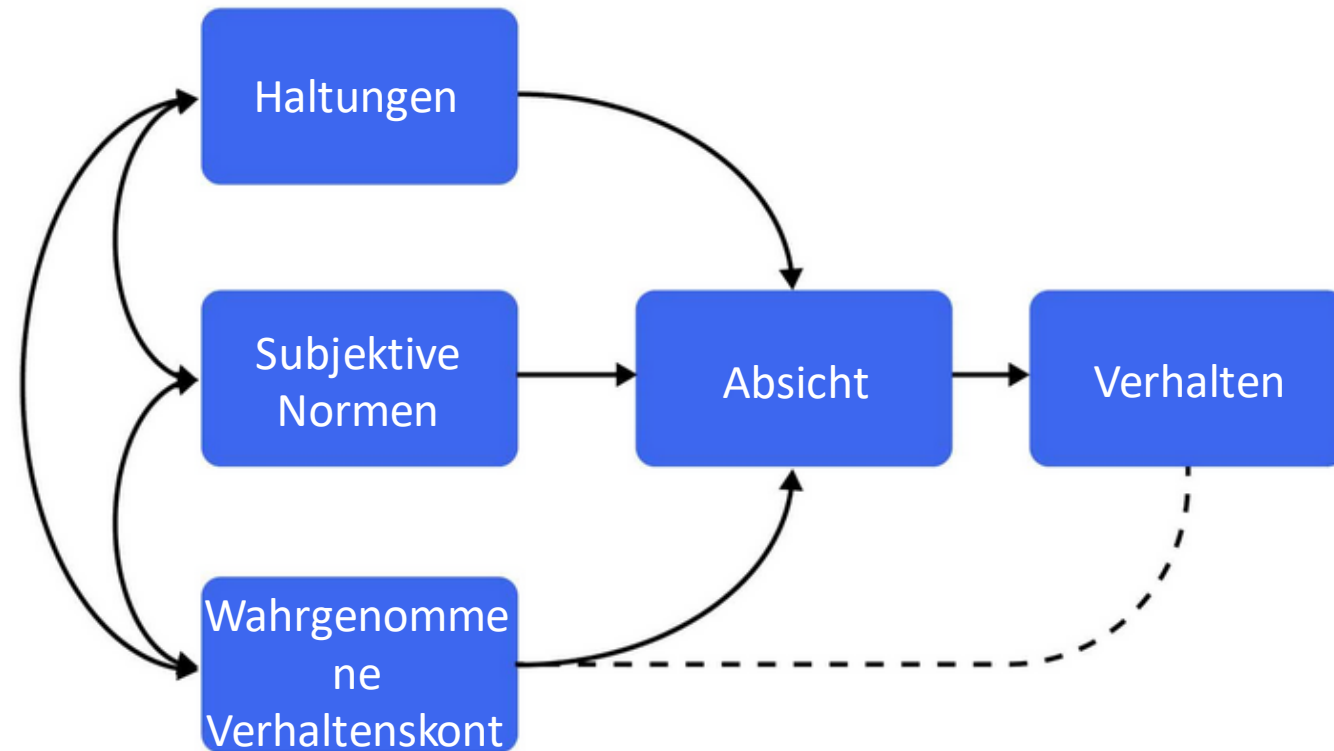 Haltungen
Subjektive
Normen
Absicht
Verhalten
Wahrgenomme
ne
Verhaltenskont